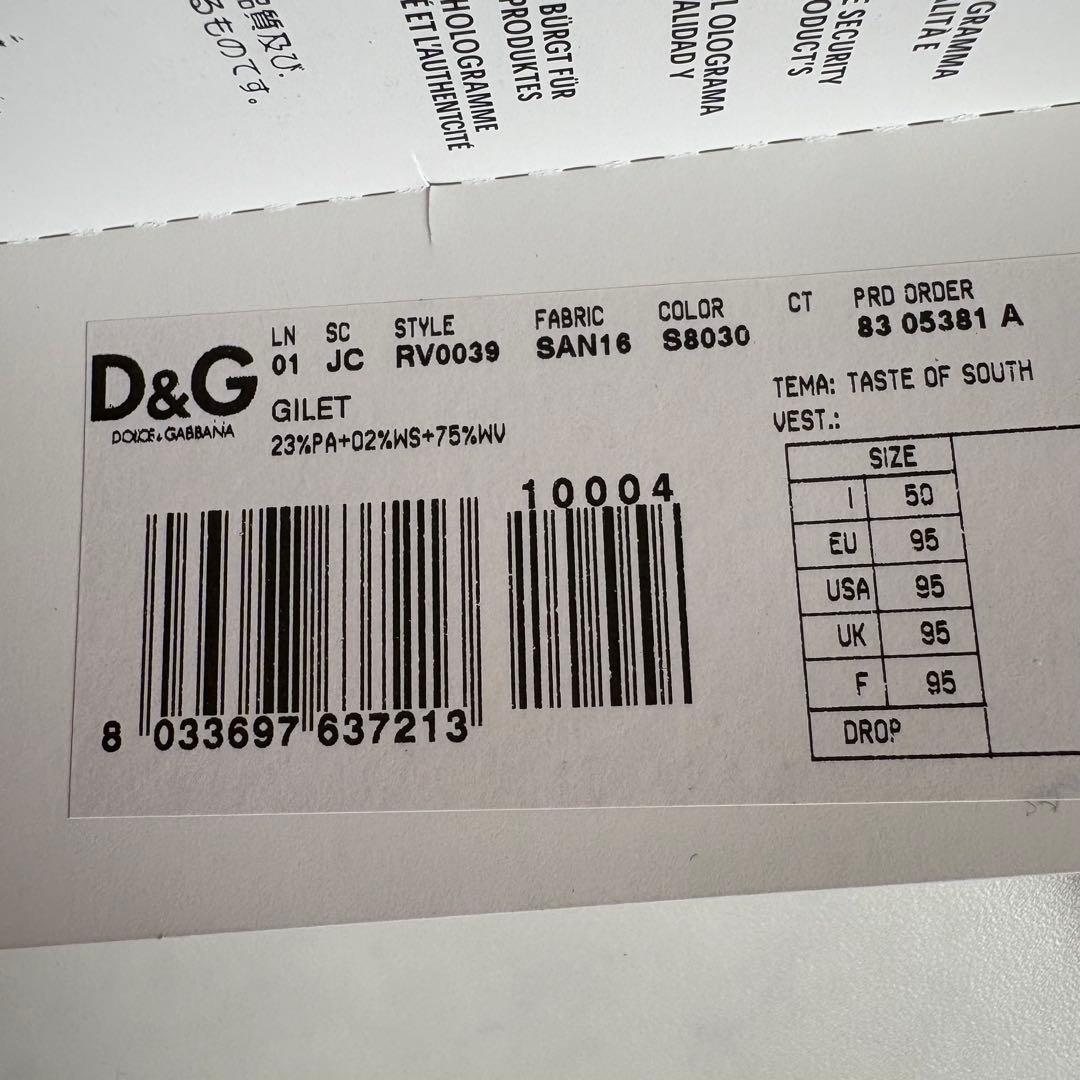 品質及び、
るものです。
HOLOGRAMME
É ET L'AUTHENTCITÉ
BÜRGT FÜR
PRODUKTES
L OLOGRAMA
ALIDAD Y
E SECURITY
ODUCT'S
GRAMMA
LITÀ E
D&G
DOLCE & GABBANA
LN SC STYLE FABRIC COLOR CT PRD ORDER
01 JC RV0039 SAN16 S8030 83 05381 A
GILET
23%PA+02%WS+75%WV
TEMA: TASTE OF SOUTH
VEST.:
10004
8 033697 637213
SIZE
I 50
EU 95
USA 95
UK 95
F 95
DROP